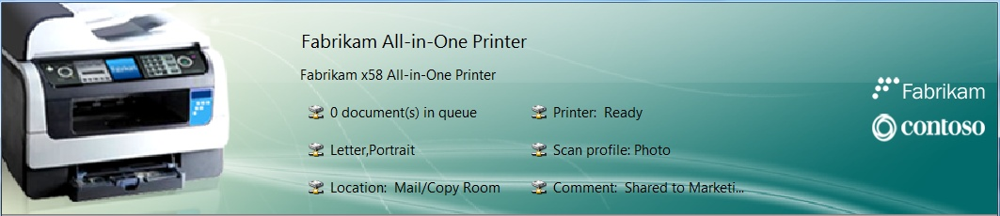 Fabrikam All-in-One Printer
Fabrikam x58 All-in-One Printer
0 document(s) in queue
Printer: Ready
Letter,Portrait
Scan profile: Photo
Location: Mail/Copy Room
Comment: Shared to Marketi...
Fabrikam
contoso
Fabrikam